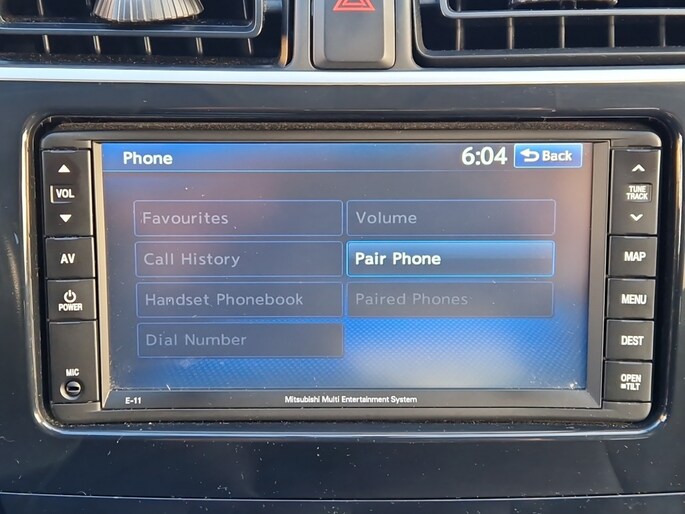 Phone 6:04 Back
Favourites Volume
Call History Pair Phone
Handset Phonebook Paired Phones
Dial Number
VOL
AV
POWER
MIC
TUNE
TRACK
MAP
MENU
DEST
OPEN
TILT
E-11 Mitsubishi Multi Entertainment System